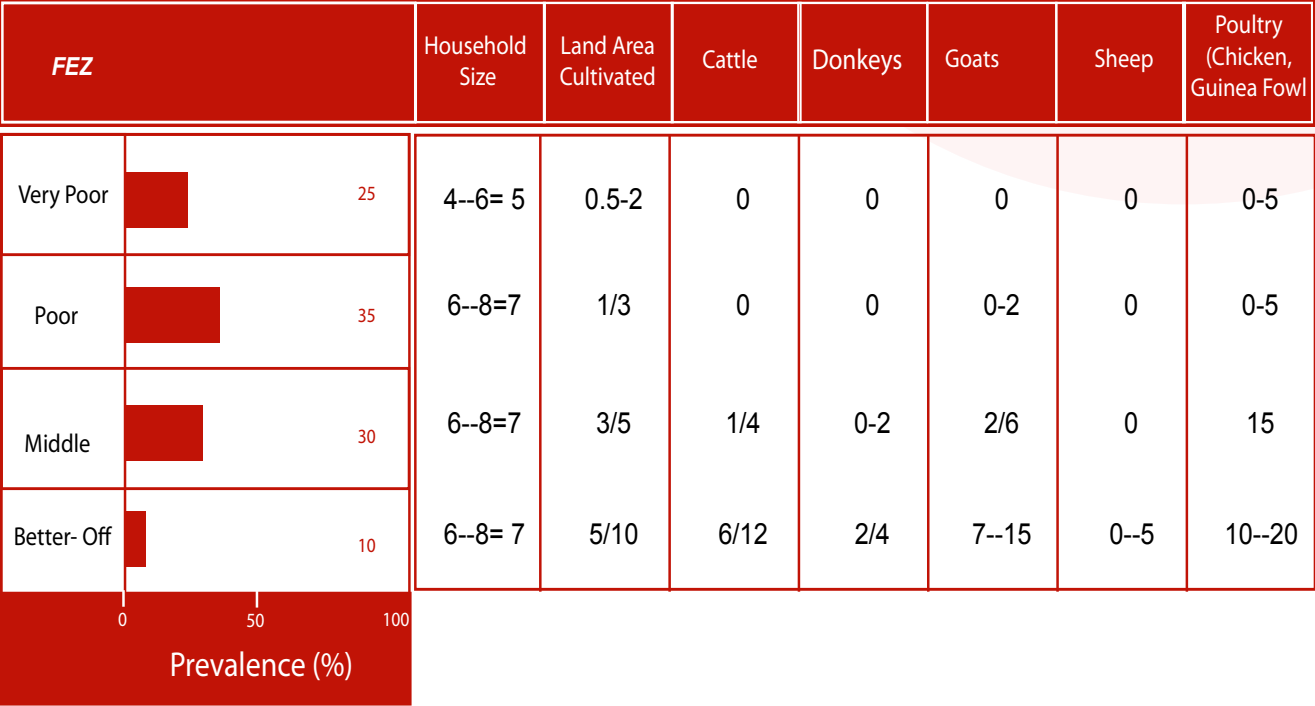 FEZ
Household
Size
Land Area
Cultivated
Cattle
Donkeys
Goats
Sheep
Poultry
(Chicken,
Guinea Fowl
Very Poor 25 4--6= 5 0.5-2 0 0 0 0 0-5
Poor 35 6--8=7 1/3 0 0 0-2 0 0-5
Middle 30 6--8=7 3/5 1/4 0-2 2/6 0 15
Better- Off 10 6--8= 7 5/10 6/12 2/4 7--15 0--5 10--20
0 50 100
Prevalence (%)